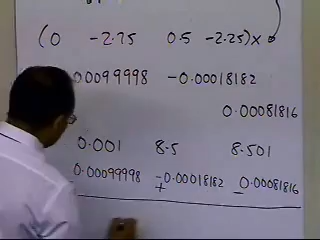 (0 -2.75 0.5 -2.25)x
0.00099998 -0.00018182
0.00081816
0.001 8.5 8.501
0.00099998 -0.00018182 0.00081816
- + -